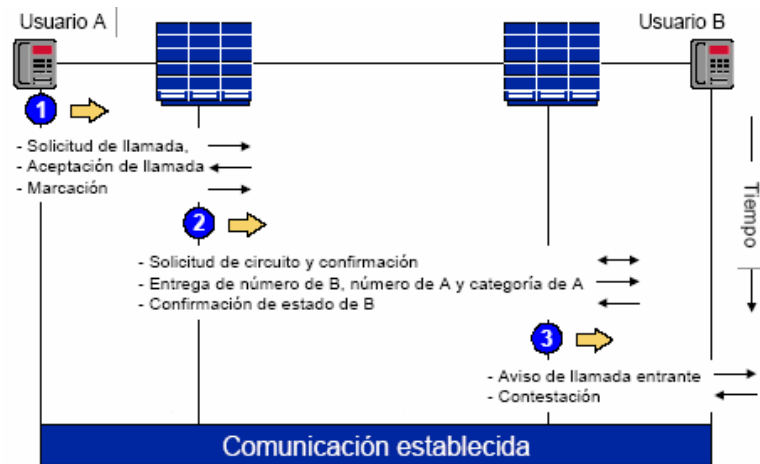 Usuario A
Usuario B
1
- Solicitud de llamada,
- Aceptación de llamada
- Marcación
Tiempo
2
- Solicitud de circuito y confirmación
- Entrega de número de B, número de A y categoría de A
- Confirmación de estado de B
3
- Aviso de llamada entrante
- Contestación
Comunicación establecida